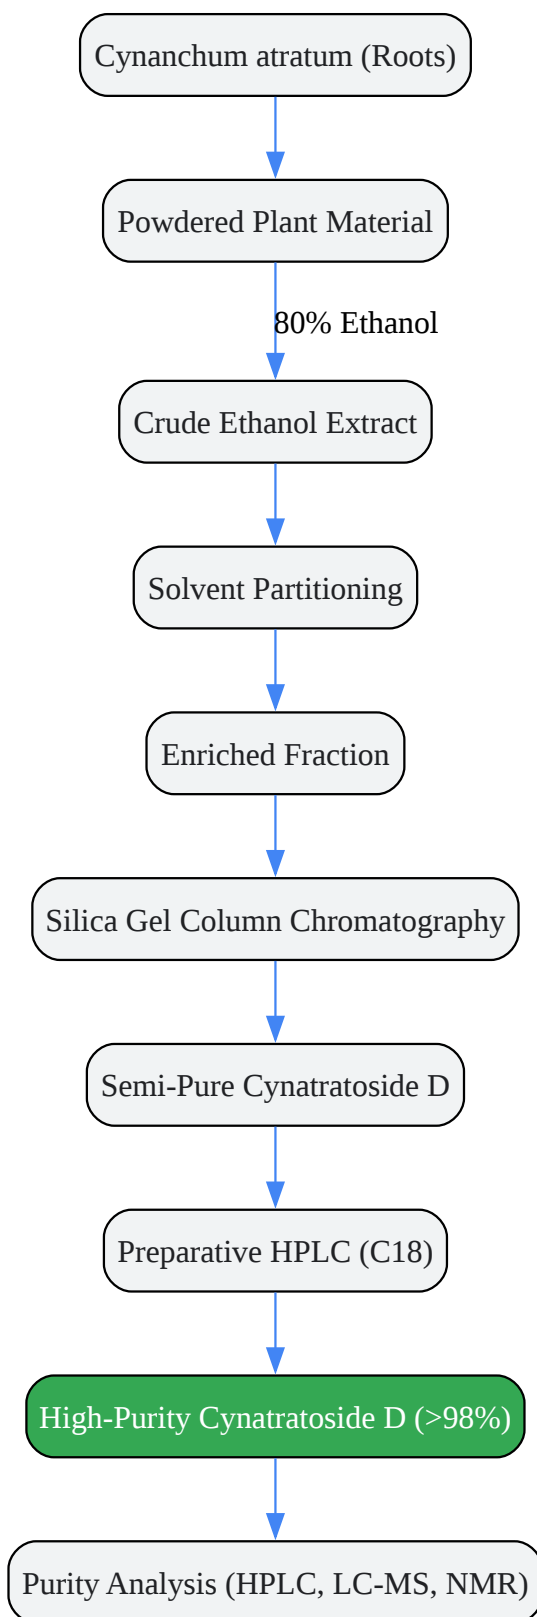 Cynanchum atratum (Roots)
Powdered Plant Material
80% Ethanol
Crude Ethanol Extract
Solvent Partitioning
Enriched Fraction
Silica Gel Column Chromatography
Semi-Pure Cynatratoside D
Preparative HPLC (C18)
High-Purity Cynatratoside D (>98%)
Purity Analysis (HPLC, LC-MS, NMR)